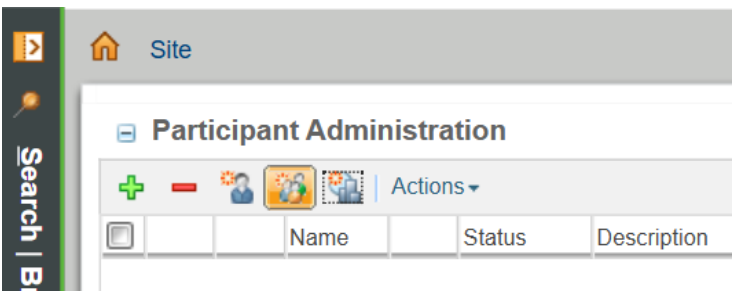 Site
Participant Administration
Actions
Name Status Description
Search |